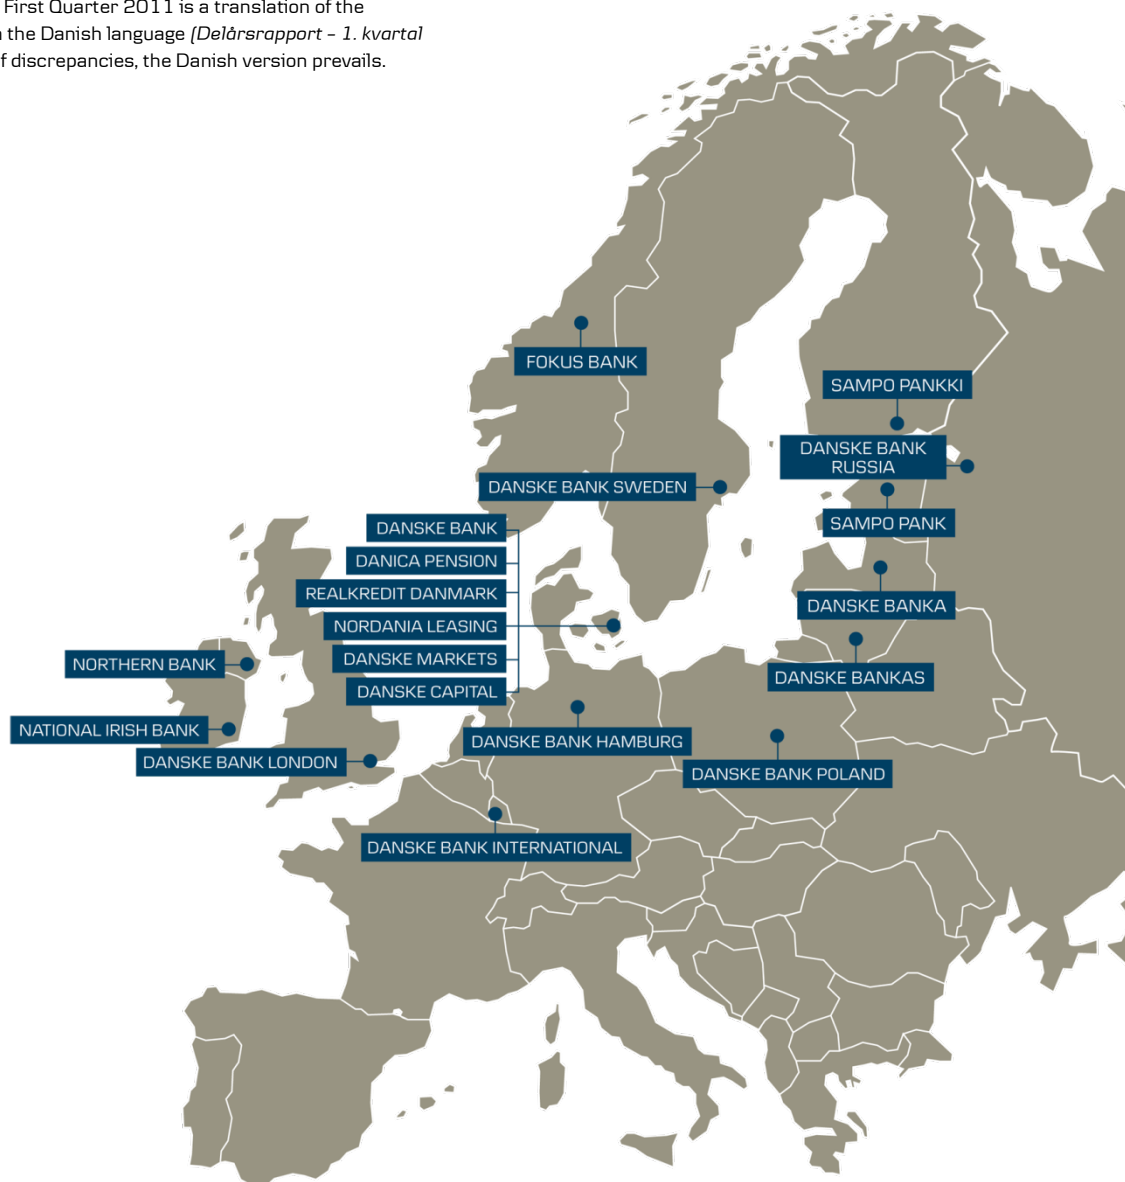 First Quarter 2011 is a translation of the
the Danish language (Delårsrapport – 1. kvartal
f discrepancies, the Danish version prevails.
FOKUS BANK
SAMPO PANKKI
DANSKE BANK
RUSSIA
DANSKE BANK SWEDEN
SAMPO PANK
DANSKE BANK
DANICA PENSION
REALKREDIT DANMARK
NORDANIA LEASING
DANSKE MARKETS
DANSKE CAPITAL
DANSKE BANKA
DANSKE BANKAS
NORTHERN BANK
NATIONAL IRISH BANK
DANSKE BANK LONDON
DANSKE BANK HAMBURG
DANSKE BANK POLAND
DANSKE BANK INTERNATIONAL